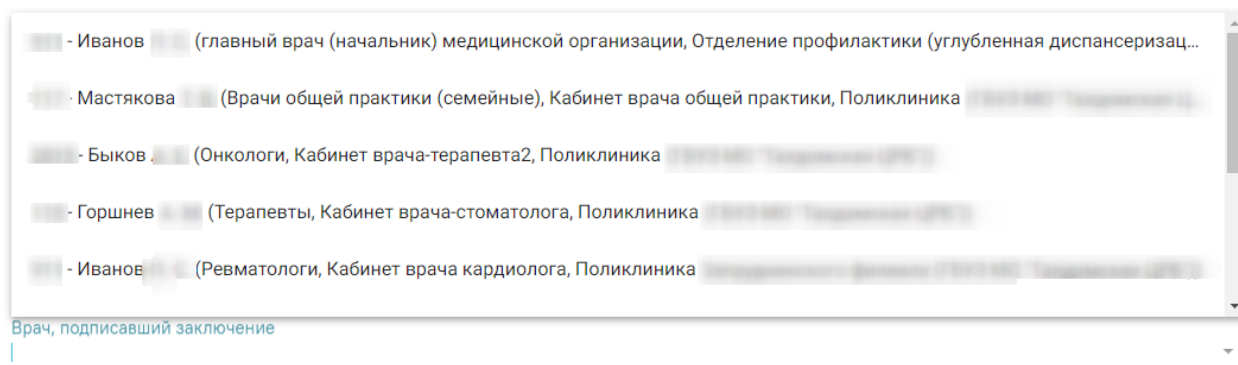 - Иванов (главный врач (начальник) медицинской организации, Отделение профилактики (углубленная диспансеризац...
- Мастякова (Врачи общей практики (семейные), Кабинет врача общей практики, Поликлиника
- Быков (Онкологи, Кабинет врача-терапевта2, Поликлиника
- Горшнев (Терапевты, Кабинет врача-стоматолога, Поликлиника
- Иванов (Ревматологи, Кабинет врача кардиолога, Поликлиника
Врач, подписавший заключение